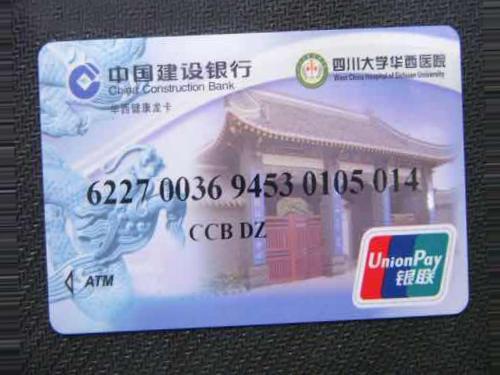 中国建设银行
China Construction Bank
华西健康龙卡
四川大学华西医院
West China Hospital of Sichuan University
6227 0036 9453 0105 014
CCB DZ
ATM
UnionPay
银联